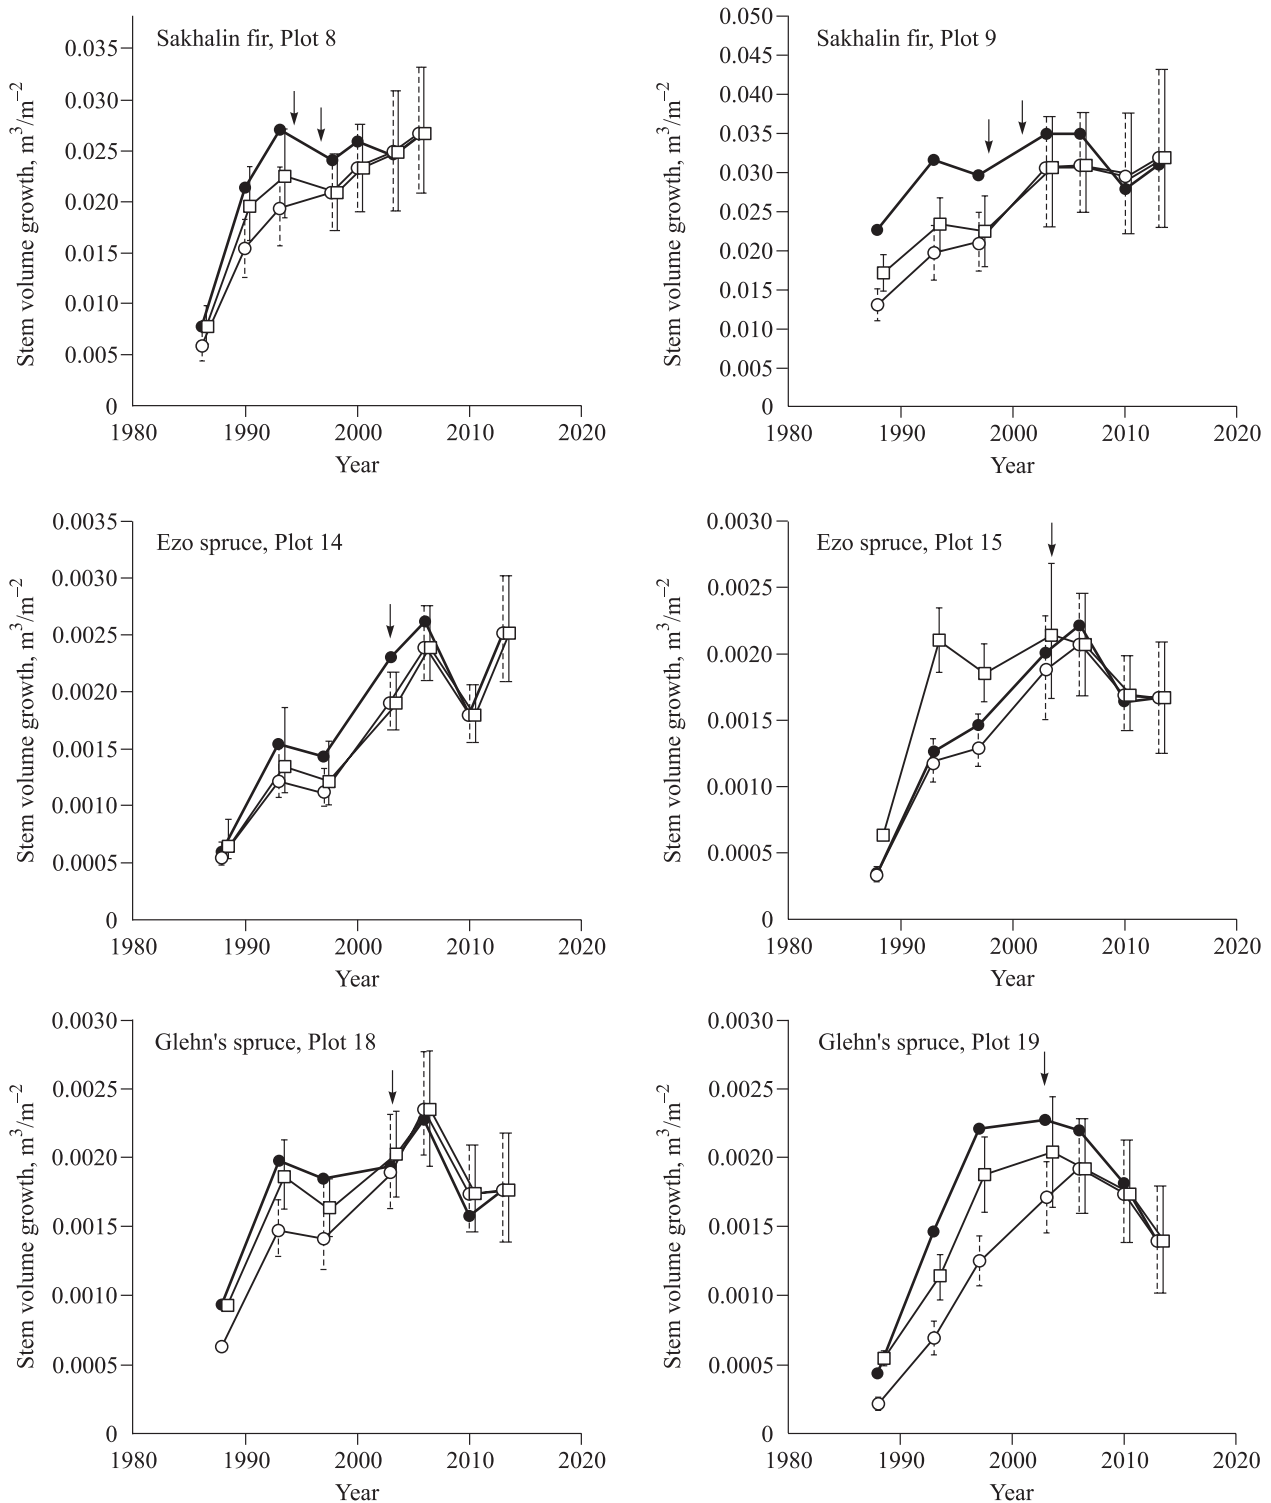 Sakhalin fir, Plot 8
Stem volume growth, m³/m⁻²
0.035
0.030
0.025
0.020
0.015
0.010
0.005
0
1980 1990 2000 2010 2020
Year
Sakhalin fir, Plot 9
Stem volume growth, m³/m⁻²
0.050
0.045
0.040
0.035
0.030
0.025
0.020
0.015
0.010
0.005
0
1980 1990 2000 2010 2020
Year
Ezo spruce, Plot 14
Stem volume growth, m³/m⁻²
0.0035
0.0030
0.0025
0.0020
0.0015
0.0010
0.0005
0
1980 1990 2000 2010 2020
Year
Ezo spruce, Plot 15
Stem volume growth, m³/m⁻²
0.0030
0.0025
0.0020
0.0015
0.0010
0.0005
0
1980 1990 2000 2010 2020
Year
Glehn's spruce, Plot 18
Stem volume growth, m³/m⁻²
0.0030
0.0025
0.0020
0.0015
0.0010
0.0005
0
1980 1990 2000 2010 2020
Year
Glehn's spruce, Plot 19
Stem volume growth, m³/m⁻²
0.0030
0.0025
0.0020
0.0015
0.0010
0.0005
0
1980 1990 2000 2010 2020
Year